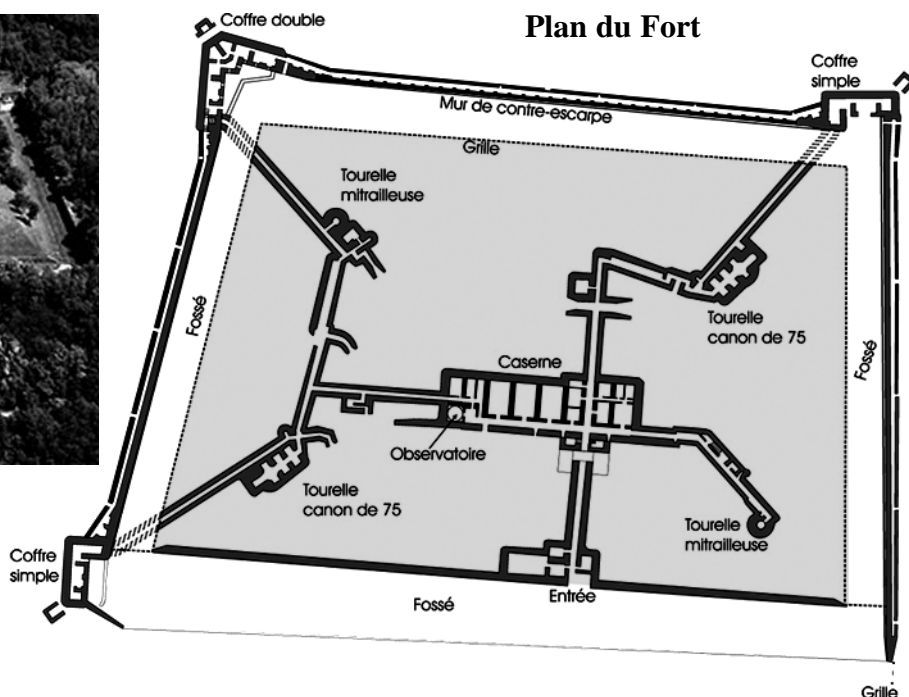 Plan du Fort
Coffre double
Coffre
simple
Mur de contre-escarpe
Grille
Tourelle
mitrailleuse
Fossé
Tourelle
canon de 75
Caserne
Fossé
Observatoire
Tourelle
canon de 75
Tourelle
mitrailleuse
Coffre
simple
Entrée
Fossé
Grille